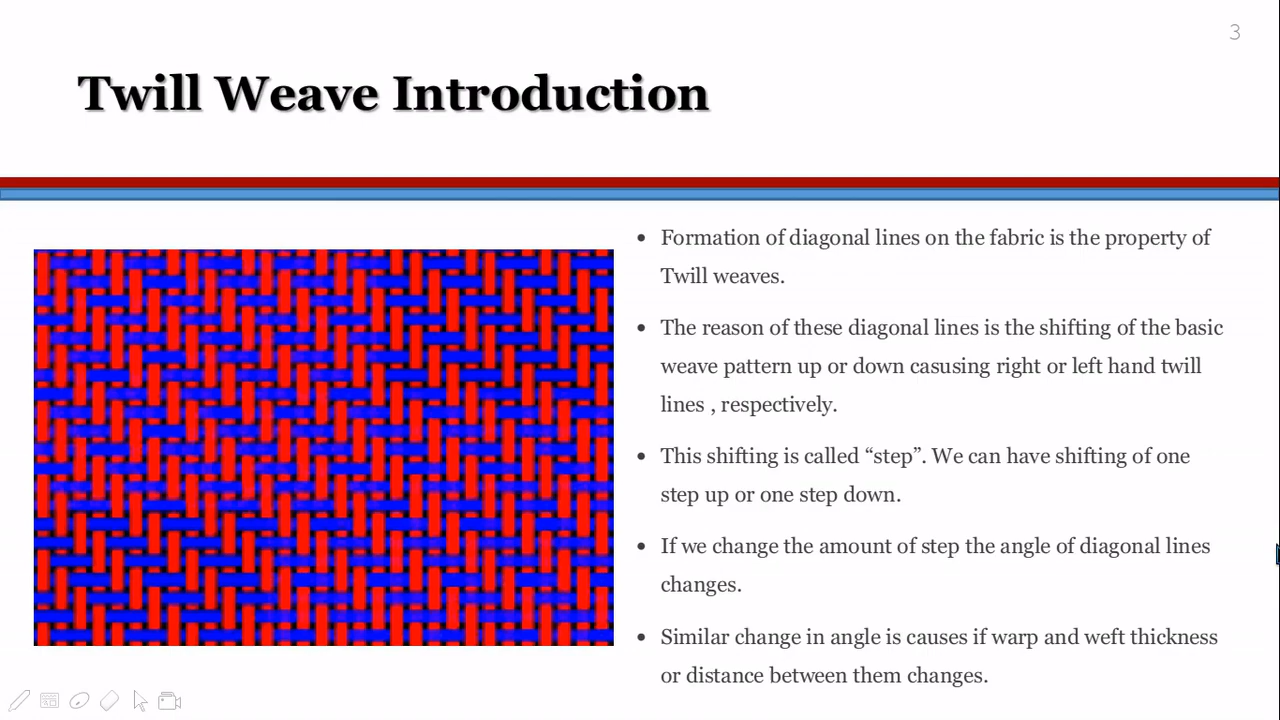 3
Twill Weave Introduction
• Formation of diagonal lines on the fabric is the property of
Twill weaves.
• The reason of these diagonal lines is the shifting of the basic
weave pattern up or down casusing right or left hand twill
lines , respectively.
• This shifting is called “step”. We can have shifting of one
step up or one step down.
• If we change the amount of step the angle of diagonal lines
changes.
• Similar change in angle is causes if warp and weft thickness
or distance between them changes.